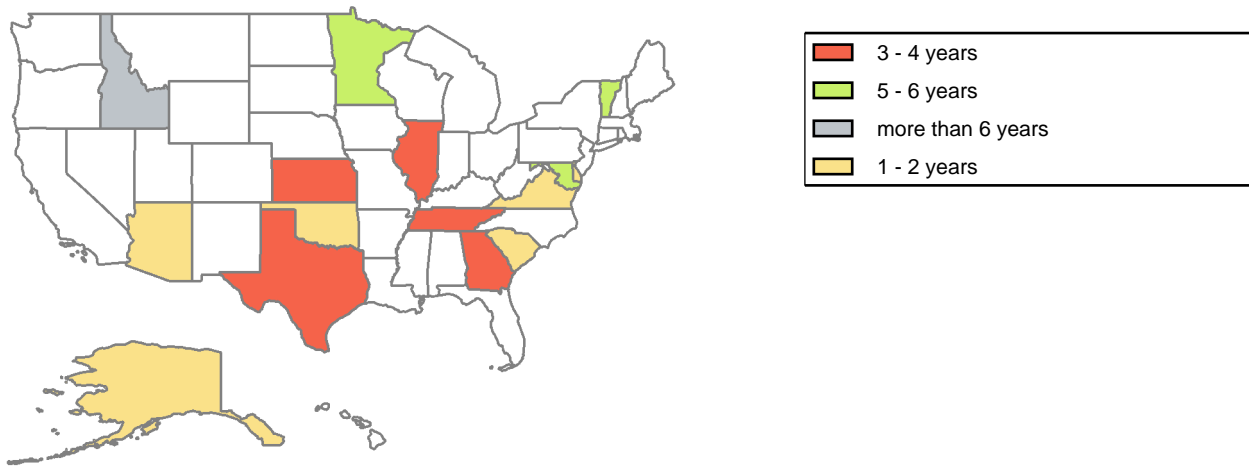 3 - 4 years
5 - 6 years
more than 6 years
1 - 2 years